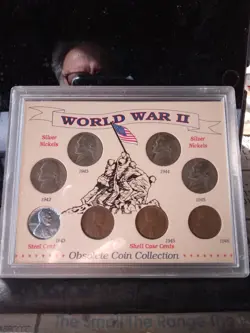 WORLD WAR II
Silver
Nickels
Silver
Nickels
1943
1944
1942
1945
Steel Cent
1943
Shell Case Cents
1945
1946
Obsolete Coin Collection